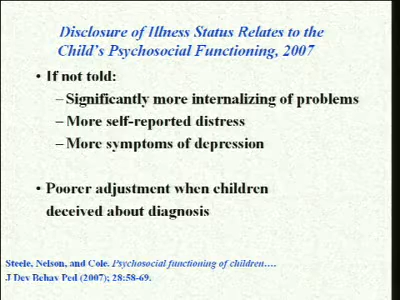 Disclosure of Illness Status Relates to the
Child's Psychosocial Functioning, 2007
• If not told:
– Significantly more internalizing of problems
– More self-reported distress
– More symptoms of depression
• Poorer adjustment when children
deceived about diagnosis
Steele, Nelson, and Cole. Psychosocial functioning of children….
J Dev Behav Ped (2007); 28:58-69.